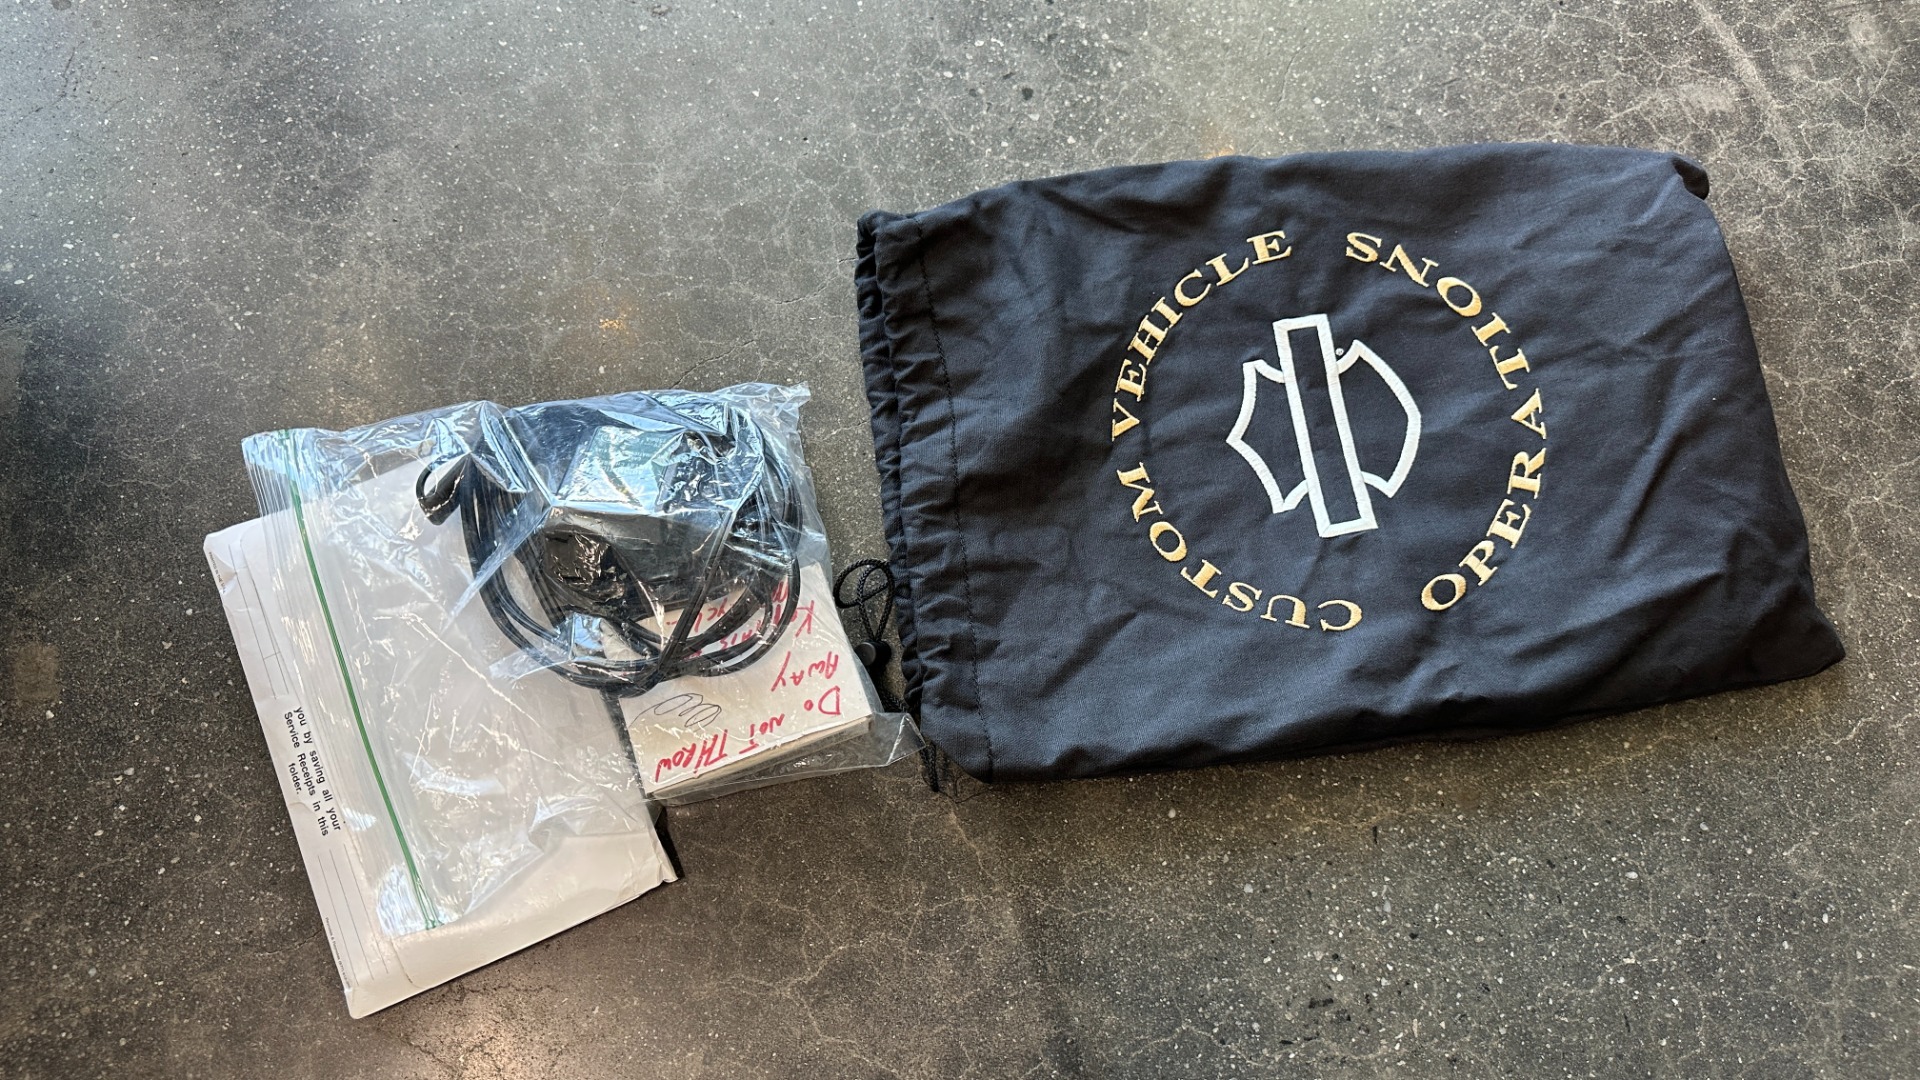 CUSTOM VEHICLE
OPERATIONS
DO NOT THROW
AWAY
you by saving all your
Service Receipts in this
folder.